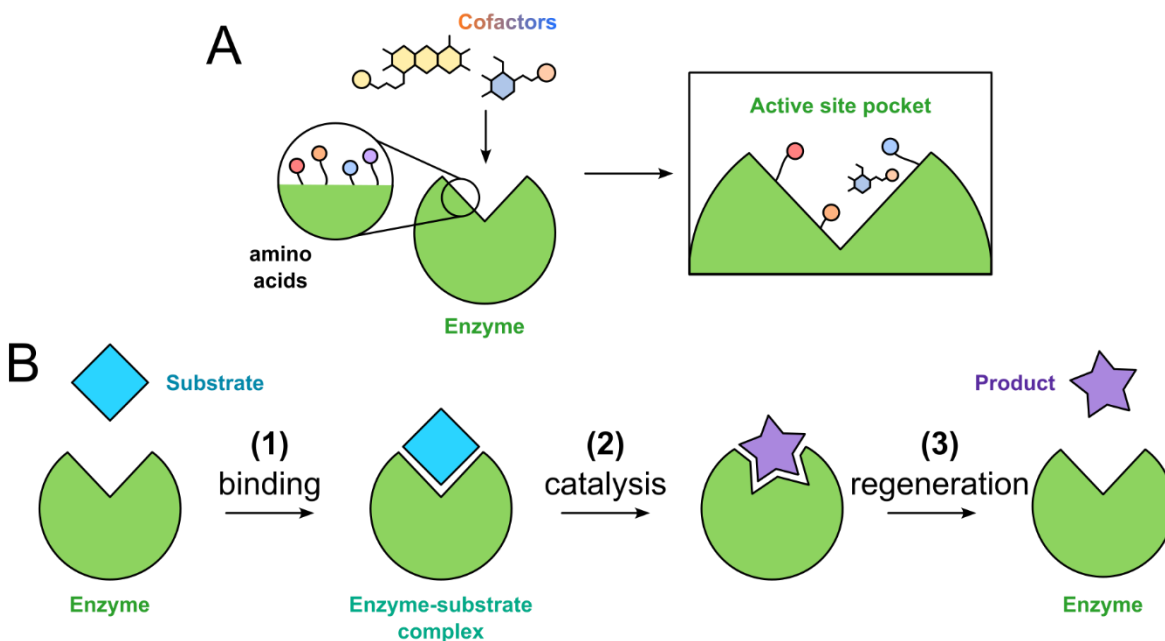 A
Cofactors
Active site pocket
amino
acids
Enzyme
B
Substrate
Product
(1)
binding
(2)
catalysis
(3)
regeneration
Enzyme
Enzyme-substrate
complex
Enzyme